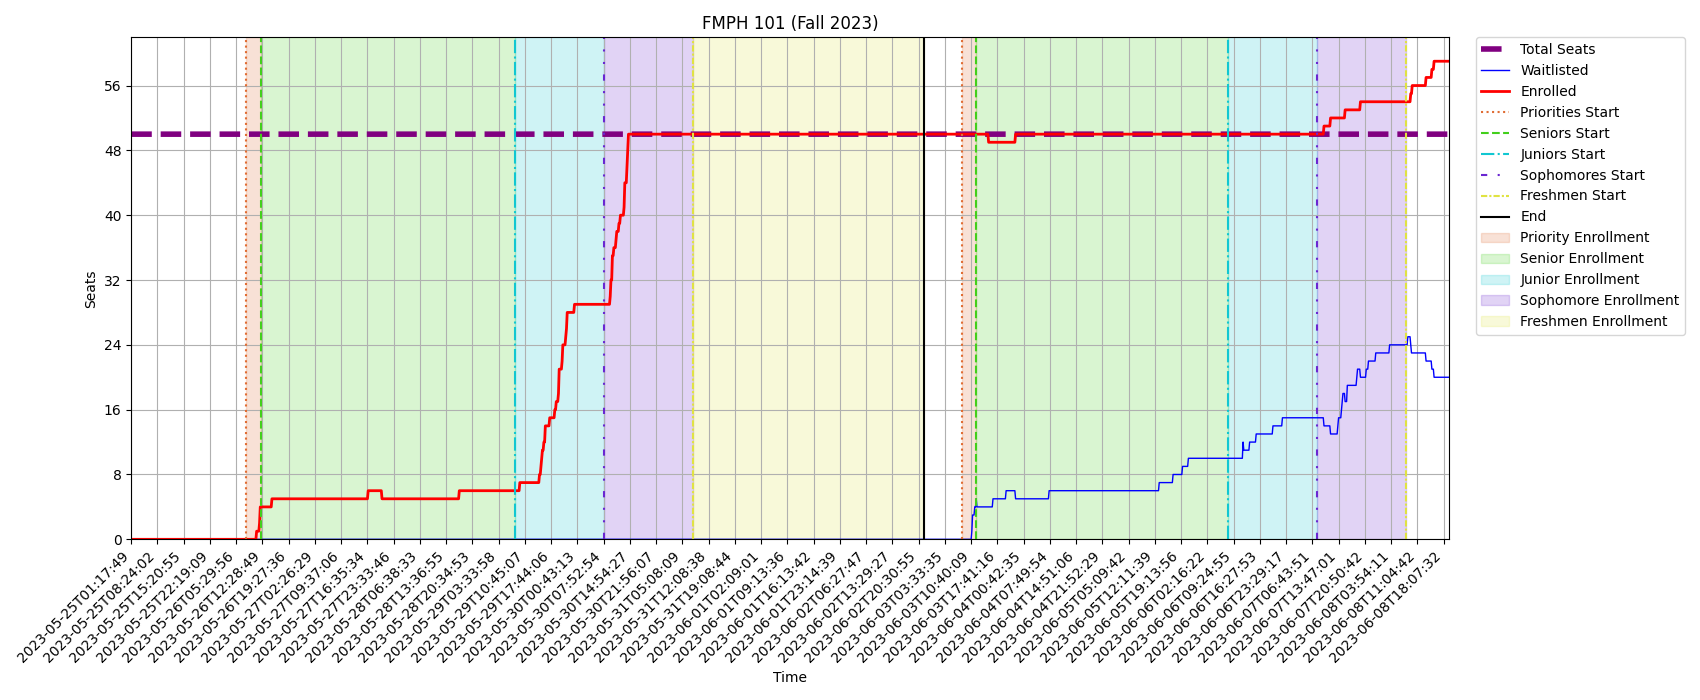 FMPH 101 (Fall 2023)
Seats
56
48
40
32
24
16
8
0
2023-05-25T01:17:49
2023-05-25T08:24:02
2023-05-25T15:20:55
2023-05-25T22:19:09
2023-05-26T05:29:56
2023-05-26T12:28:49
2023-05-26T19:27:36
2023-05-27T02:26:29
2023-05-27T09:37:06
2023-05-27T16:35:34
2023-05-27T23:33:46
2023-05-28T06:38:33
2023-05-28T13:36:55
2023-05-28T20:34:53
2023-05-29T03:33:58
2023-05-29T10:45:07
2023-05-29T17:44:06
2023-05-30T00:43:13
2023-05-30T07:52:54
2023-05-30T14:54:27
2023-05-30T21:56:07
2023-05-31T05:08:09
2023-05-31T12:08:38
2023-05-31T19:08:44
2023-06-01T02:09:01
2023-06-01T09:13:36
2023-06-01T16:13:42
2023-06-01T23:14:39
2023-06-02T06:27:47
2023-06-02T13:29:27
2023-06-02T20:30:55
2023-06-03T03:33:35
2023-06-03T10:40:09
2023-06-03T17:41:16
2023-06-04T00:42:35
2023-06-04T07:49:54
2023-06-04T14:51:06
2023-06-04T21:52:29
2023-06-05T05:09:42
2023-06-05T12:11:39
2023-06-05T19:13:56
2023-06-06T02:16:22
2023-06-06T09:24:55
2023-06-06T16:27:53
2023-06-06T23:29:17
2023-06-07T06:43:51
2023-06-07T13:47:01
2023-06-07T20:50:42
2023-06-08T03:54:11
2023-06-08T11:04:42
2023-06-08T18:07:32
Time
Total Seats
Waitlisted
Enrolled
Priorities Start
Seniors Start
Juniors Start
Sophomores Start
Freshmen Start
End
Priority Enrollment
Senior Enrollment
Junior Enrollment
Sophomore Enrollment
Freshmen Enrollment